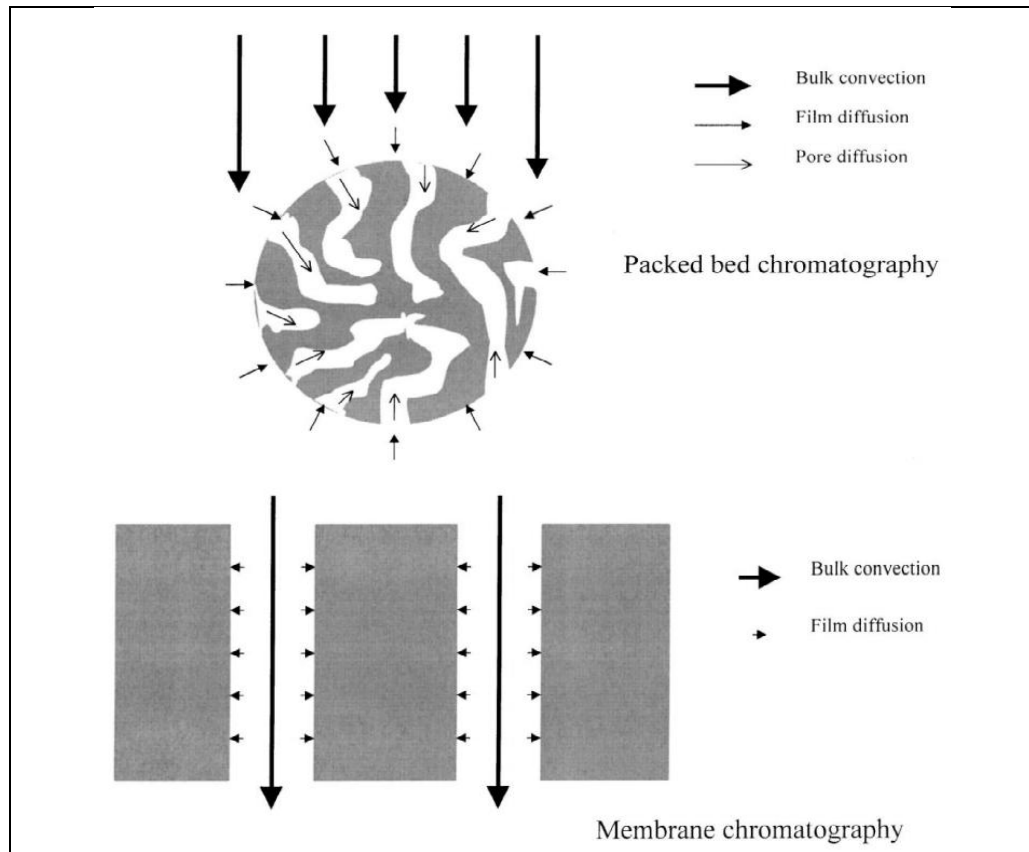 Bulk convection
Film diffusion
Pore diffusion
Packed bed chromatography
Bulk convection
Film diffusion
Membrane chromatography